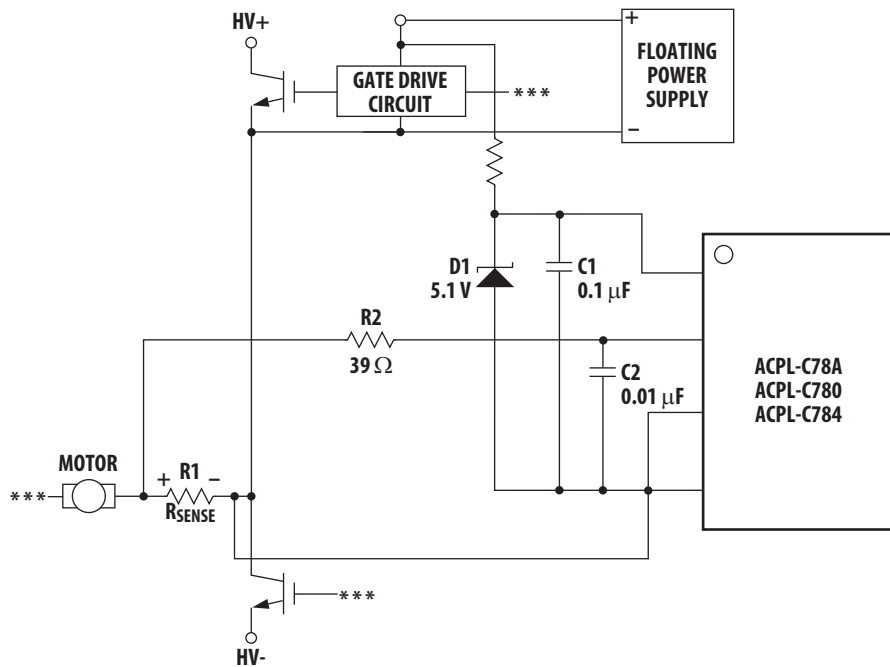 HV+
+
FLOATING
POWER
SUPPLY
−
GATE DRIVE
CIRCUIT
***
D1
5.1 V
C1
0.1 μF
R2
39 Ω
C2
0.01 μF
ACPL-C78A
ACPL-C780
ACPL-C784
MOTOR
***
+ R1 −
RSENSE
***
HV-